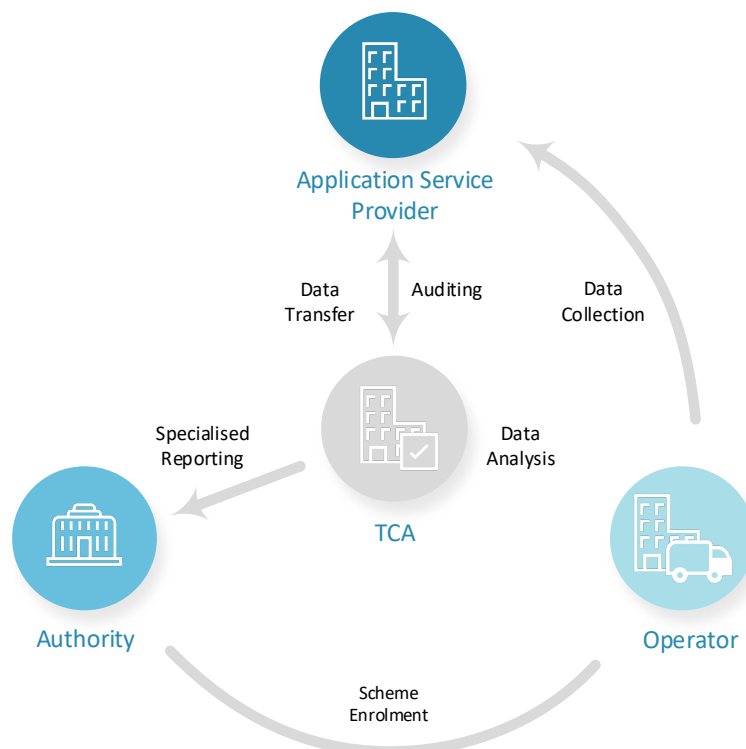 Application Service
Provider
Data
Transfer
Auditing
Data
Collection
Specialised
Reporting
Data
Analysis
TCA
Authority
Operator
Scheme
Enrolment